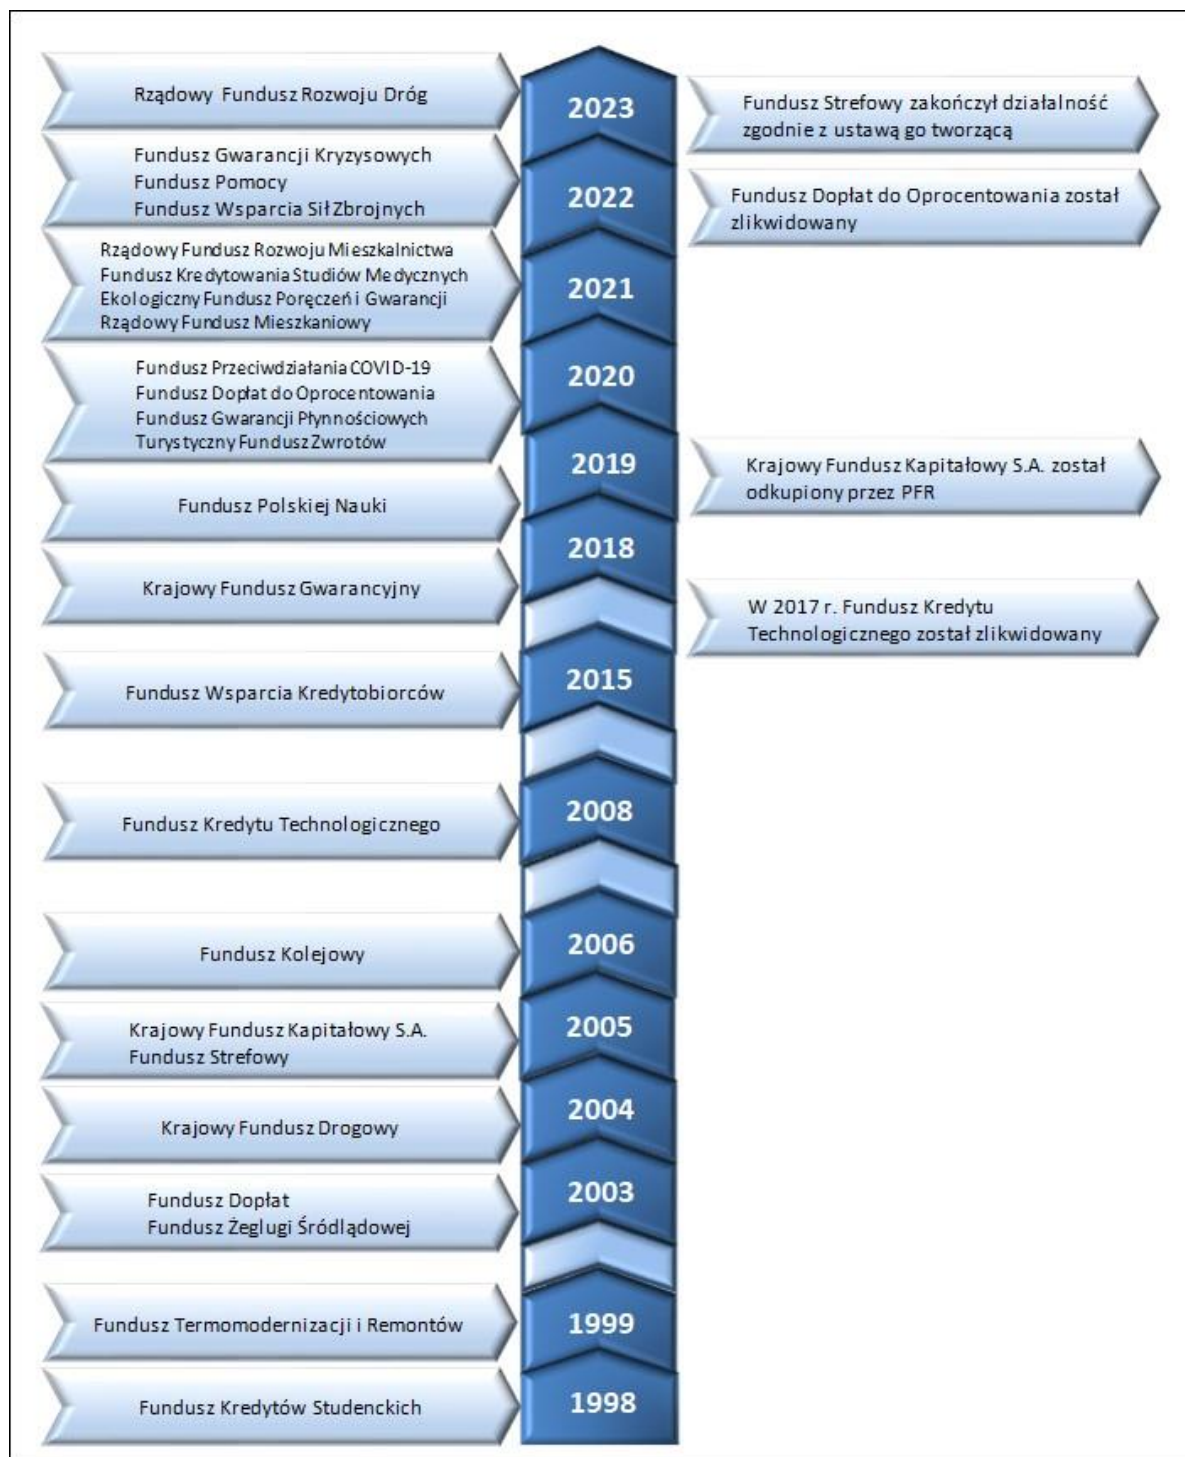 Rządowy Fundusz Rozwoju Dróg
2023
Fundusz Strefowy zakończył działalność
zgodnie z ustawą go tworzącą
Fundusz Gwarancji Kryzysowych
Fundusz Pomocy
Fundusz Wsparcia Sił Zbrojnych
2022
Fundusz Dopłat do Oprocentowania został
zlikwidowany
Rządowy Fundusz Rozwoju Mieszkalnictwa
Fundusz Kredytowania Studiów Medycznych
Ekologiczny Fundusz Poręczeń i Gwarancji
Rządowy Fundusz Mieszkaniowy
2021
Fundusz Przeciwdziałania COVID-19
Fundusz Dopłat do Oprocentowania
Fundusz Gwarancji Płynnościowych
Turystyczny Fundusz Zwrotów
2020
Fundusz Polskiej Nauki
2019
Krajowy Fundusz Kapitałowy S.A. został
odkupiony przez PFR
Krajowy Fundusz Gwarancyjny
2018
W 2017 r. Fundusz Kredytu
Technologicznego został zlikwidowany
Fundusz Wsparcia Kredytobiorców
2015
Fundusz Kredytu Technologicznego
2008
Fundusz Kolejowy
2006
Krajowy Fundusz Kapitałowy S.A.
Fundusz Strefowy
2005
Krajowy Fundusz Drogowy
2004
Fundusz Dopłat
Fundusz Żeglugi Śródlądowej
2003
Fundusz Termomodernizacji i Remontów
1999
Fundusz Kredytów Studenckich
1998